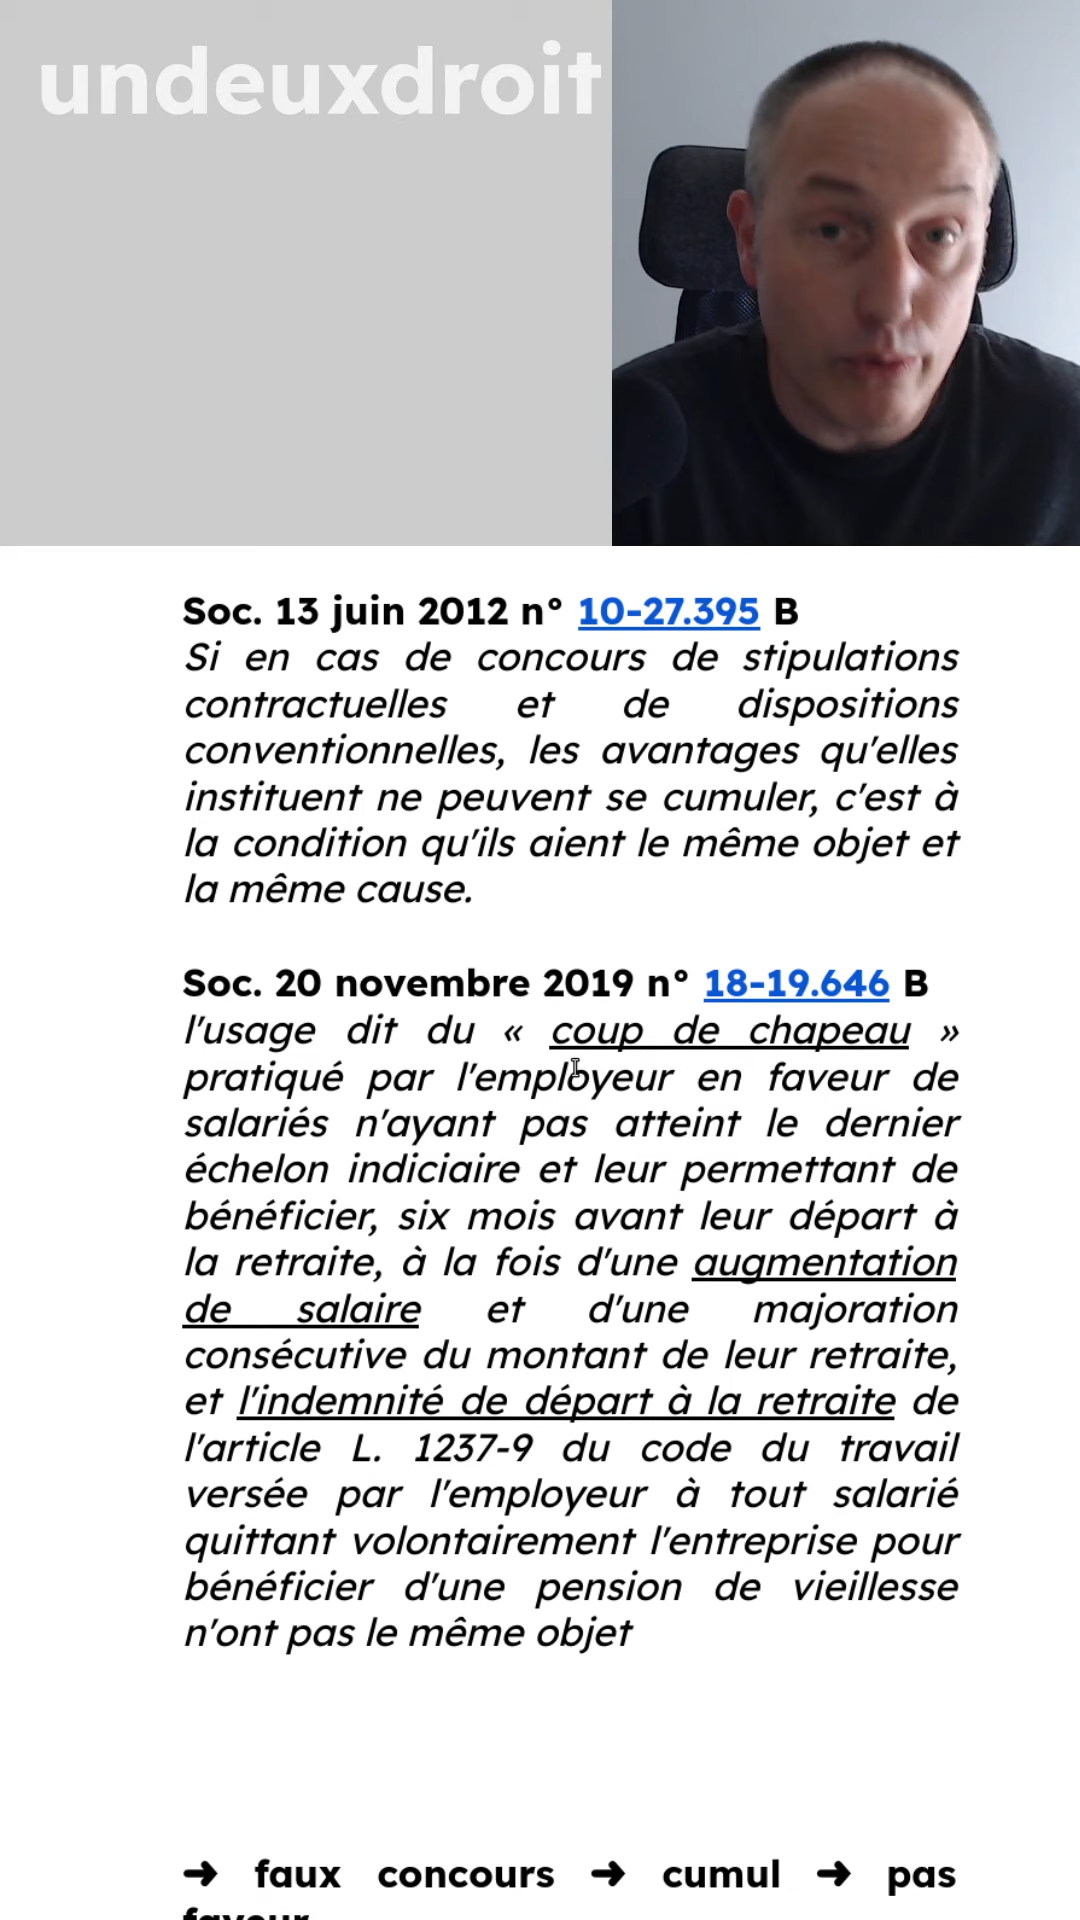 undeuxdroit
Soc. 13 juin 2012 n° 10-27.395 B
Si en cas de concours de stipulations
contractuelles et de dispositions
conventionnelles, les avantages qu'elles
instituent ne peuvent se cumuler, c'est à
la condition qu'ils aient le même objet et
la même cause.
Soc. 20 novembre 2019 n° 18-19.646 B
l'usage dit du « coup de chapeau »
pratiqué par l'employeur en faveur de
salariés n'ayant pas atteint le dernier
échelon indiciaire et leur permettant de
bénéficier, six mois avant leur départ à
la retraite, à la fois d'une augmentation
de salaire et d'une majoration
consécutive du montant de leur retraite,
et l'indemnité de départ à la retraite de
l'article L. 1237-9 du code du travail
versée par l'employeur à tout salarié
quittant volontairement l'entreprise pour
bénéficier d'une pension de vieillesse
n'ont pas le même objet
➜ faux concours ➜ cumul ➜ pas
faveur